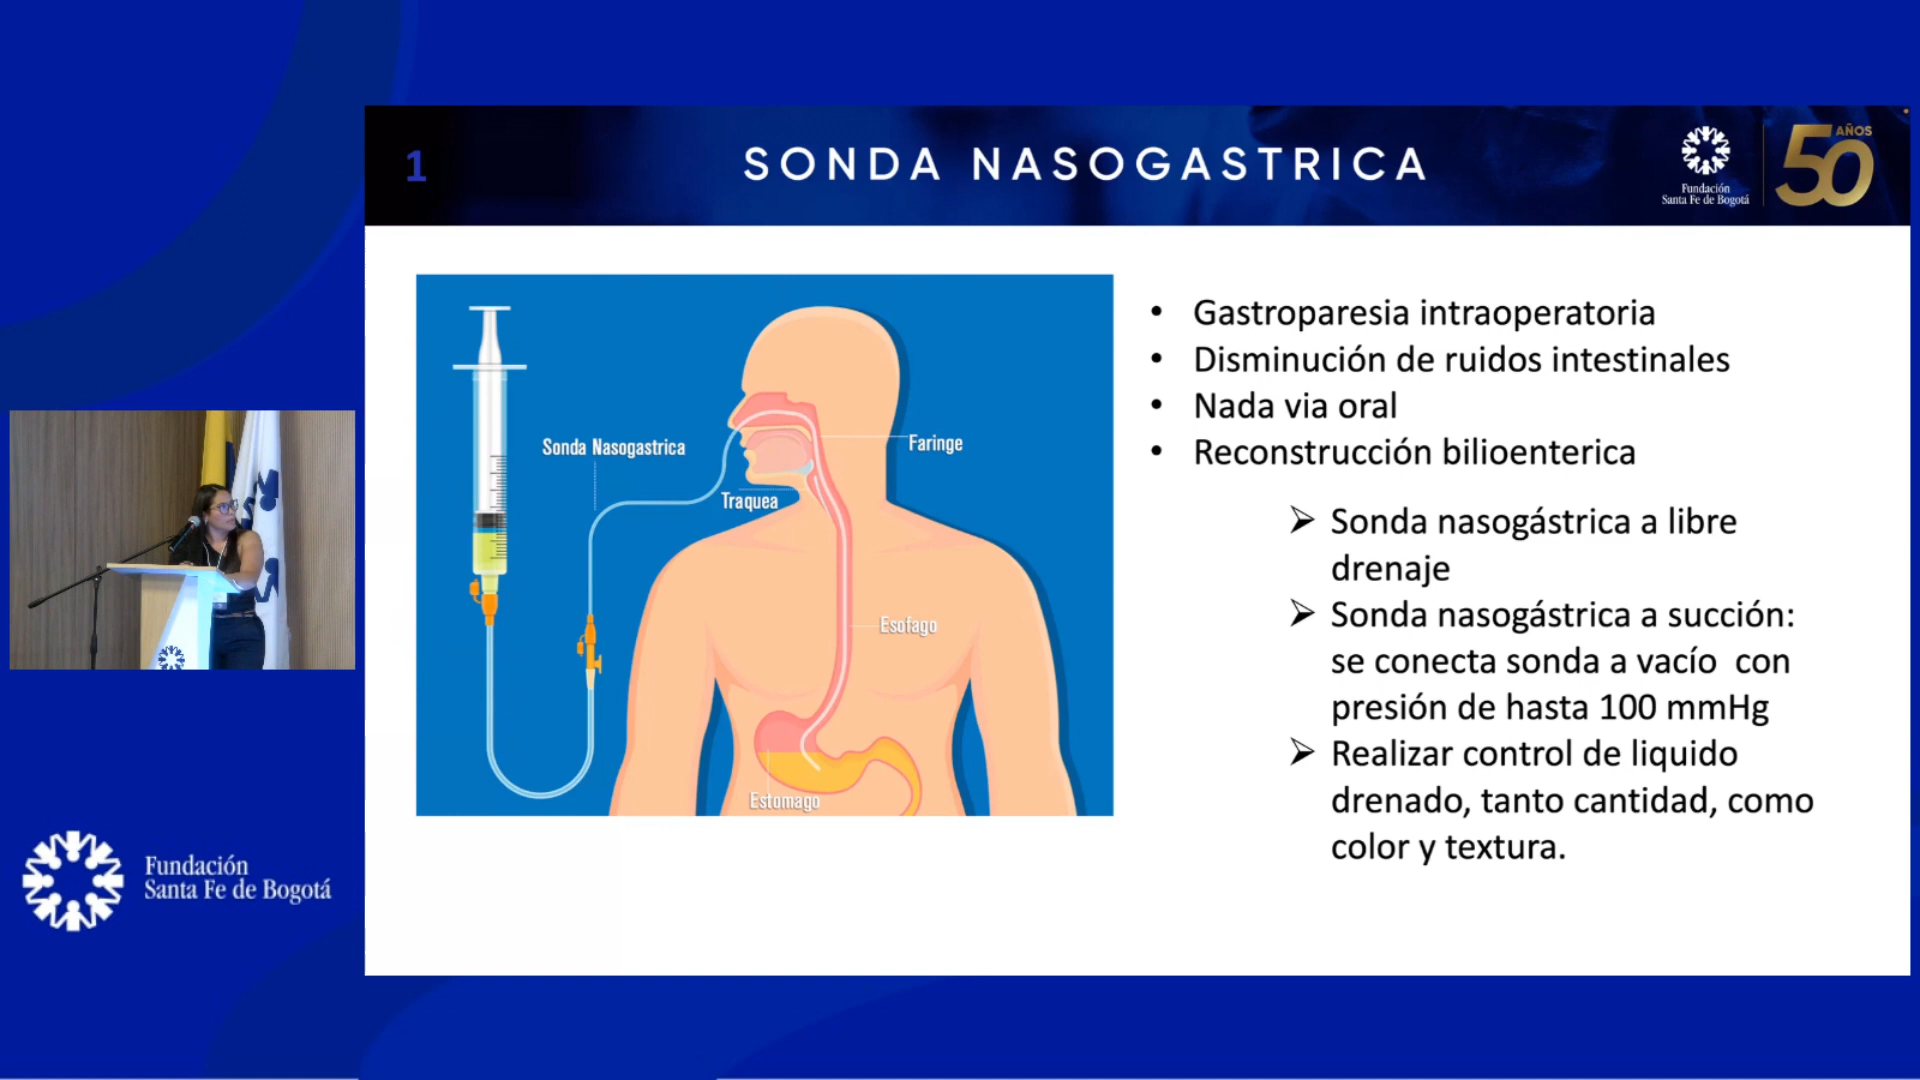 1
SONDA NASOGASTRICA
Fundación
Santa Fe de Bogotá
50 AÑOS
Sonda Nasogastrica
Faringe
Traquea
Esofago
Estomago
• Gastroparesia intraoperatoria
• Disminución de ruidos intestinales
• Nada via oral
• Reconstrucción bilioenterica
➢ Sonda nasogástrica a libre
drenaje
➢ Sonda nasogástrica a succión:
se conecta sonda a vacío con
presión de hasta 100 mmHg
➢ Realizar control de liquido
drenado, tanto cantidad, como
color y textura.
Fundación
Santa Fe de Bogotá